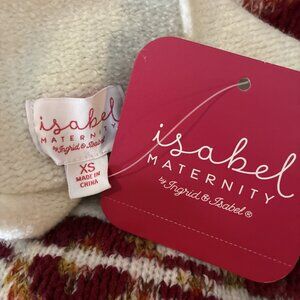 isabel
MATERNITY
by Ingrid & Isabel®
XS
MADE IN
CHINA
isabel
MATERNITY
by Ingrid & Isabel®